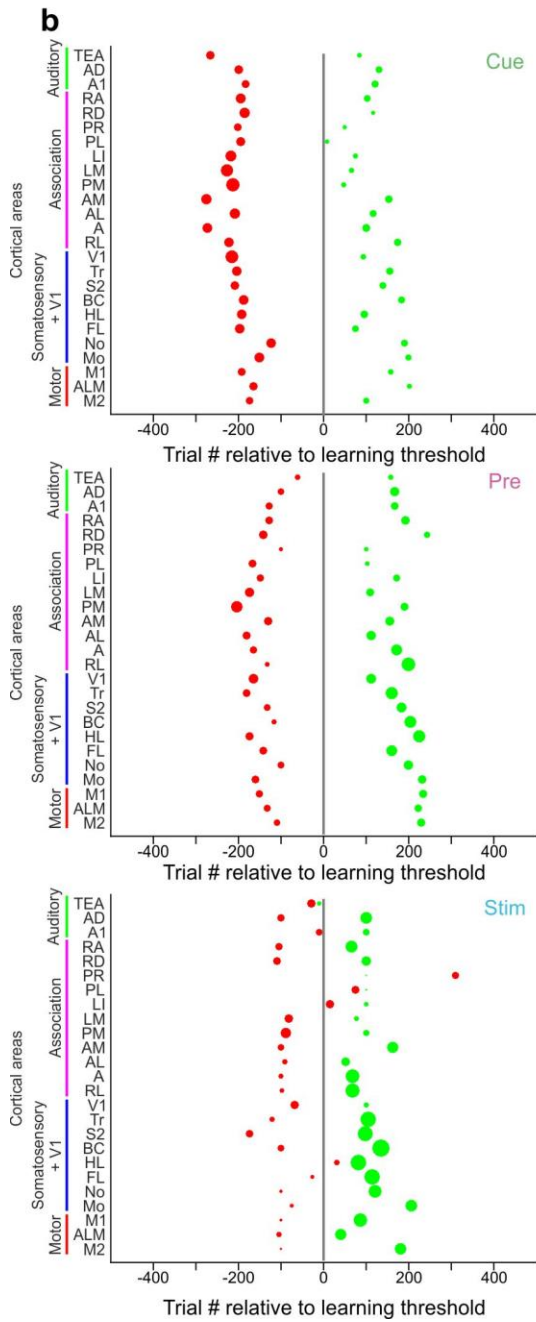 b
Cue
Cortical areas
Auditory
Association
Somatosensory
+ V1
Motor
TEA
AD
A1
RA
RD
PR
PL
LI
LM
PM
AM
AL
A
RL
V1
Tr
S2
BC
HL
FL
No
Mo
M1
ALM
M2
-400 -200 0 200 400
Trial # relative to learning threshold
Pre
Cortical areas
Auditory
Association
Somatosensory
+ V1
Motor
TEA
AD
A1
RA
RD
PR
PL
LI
LM
PM
AM
AL
A
RL
V1
Tr
S2
BC
HL
FL
No
Mo
M1
ALM
M2
-400 -200 0 200 400
Trial # relative to learning threshold
Stim
Cortical areas
Auditory
Association
Somatosensory
+ V1
Motor
TEA
AD
A1
RA
RD
PR
PL
LI
LM
PM
AM
AL
A
RL
V1
Tr
S2
BC
HL
FL
No
Mo
M1
ALM
M2
-400 -200 0 200 400
Trial # relative to learning threshold